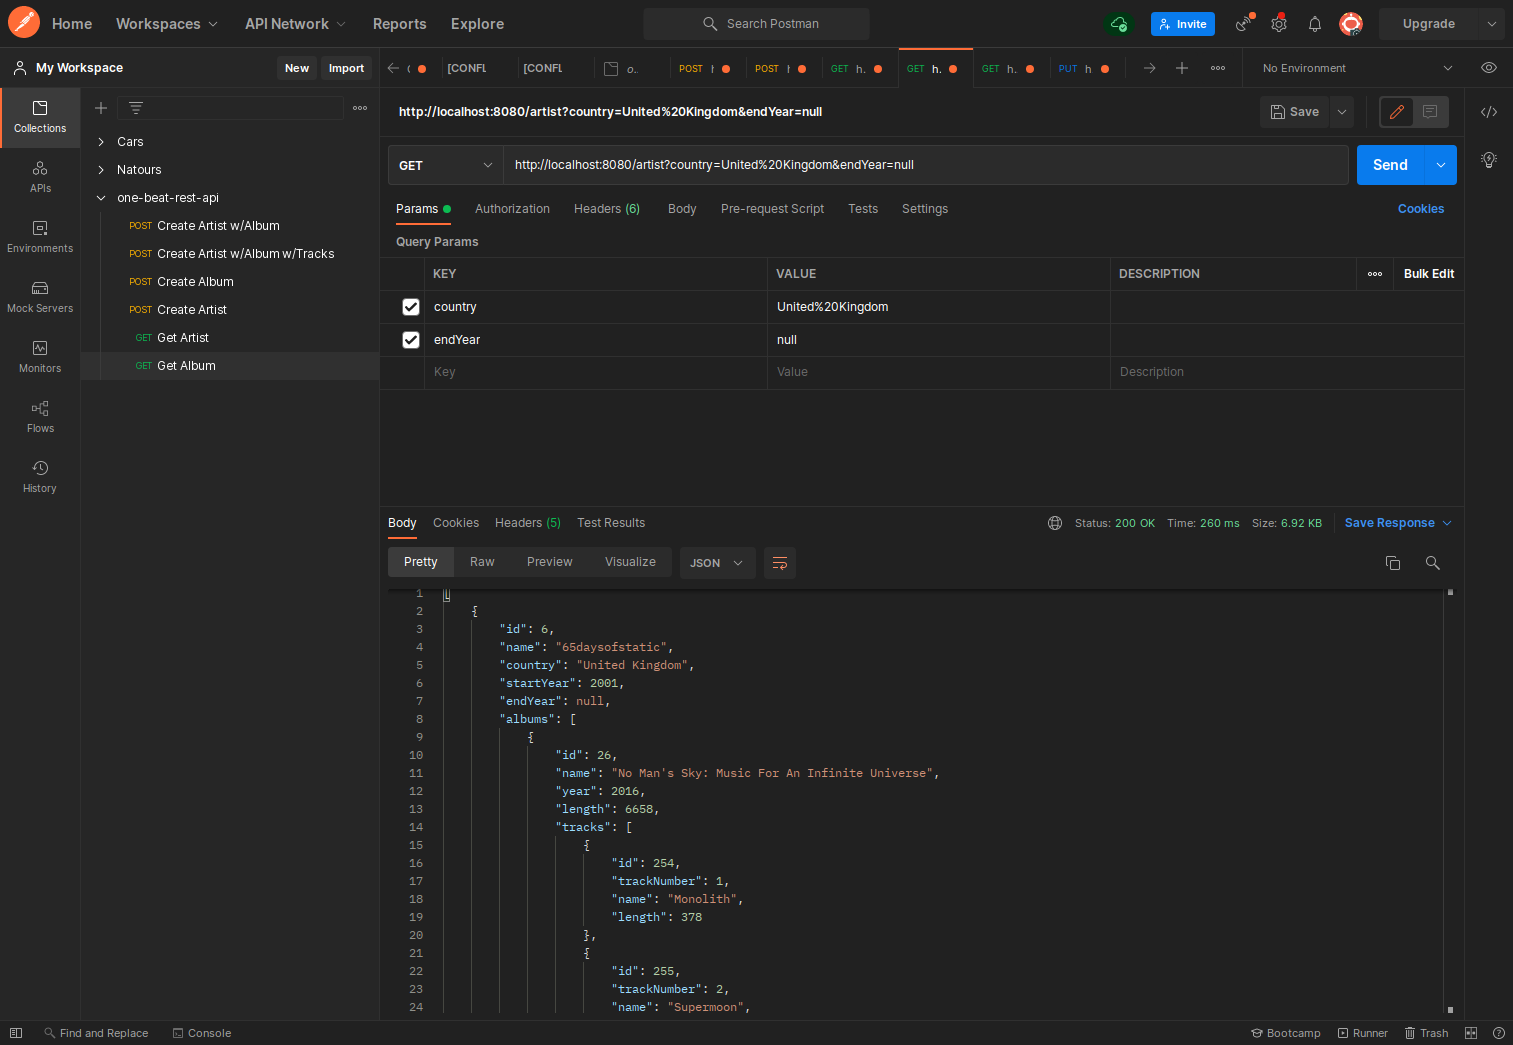 Home Workspaces API Network Reports Explore Search Postman Invite Upgrade
My Workspace New Import [CONFL [CONFL o.. POST POST GET h. GET h. GET h. PUT h No Environment
Collections
APIs
Environments
Mock Servers
Monitors
Flows
History
Cars
Natours
one-beat-rest-api
POST Create Artist w/Album
POST Create Artist w/Album w/Tracks
POST Create Album
POST Create Artist
GET Get Artist
GET Get Album
http://localhost:8080/artist?country=United%20Kingdom&endYear=null Save
GET http://localhost:8080/artist?country=United%20Kingdom&endYear=null Send
Params Authorization Headers (6) Body Pre-request Script Tests Settings Cookies
Query Params
KEY VALUE DESCRIPTION Bulk Edit
country United%20Kingdom
endYear null
Key Value Description
Body Cookies Headers (5) Test Results Status: 200 OK Time: 260 ms Size: 6.92 KB Save Response
Pretty Raw Preview Visualize JSON
1 [
2 {
3 "id": 6,
4 "name": "65daysofstatic",
5 "country": "United Kingdom",
6 "startYear": 2001,
7 "endYear": null,
8 "albums": [
9 {
10 "id": 26,
11 "name": "No Man's Sky: Music For An Infinite Universe",
12 "year": 2016,
13 "length": 6658,
14 "tracks": [
15 {
16 "id": 254,
17 "trackNumber": 1,
18 "name": "Monolith",
19 "length": 378
20 },
21 {
22 "id": 255,
23 "trackNumber": 2,
24 "name": "Supermoon",
Find and Replace Console Bootcamp Runner Trash